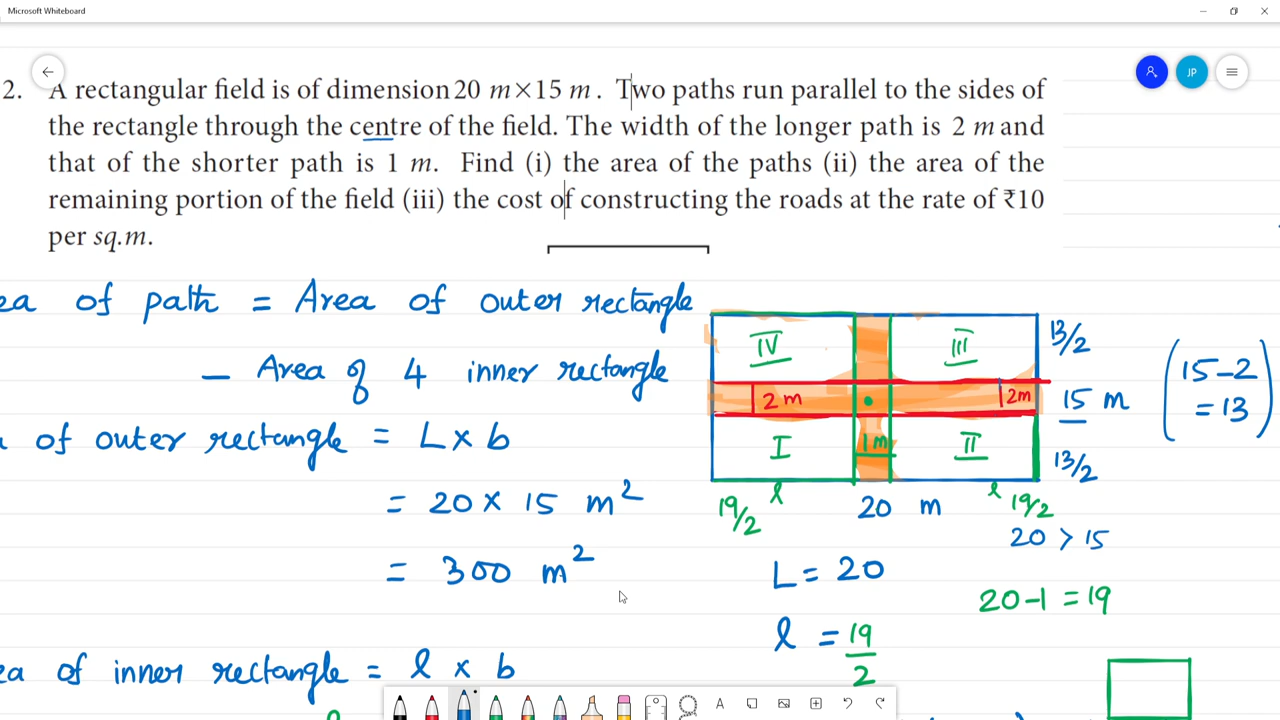 Microsoft Whiteboard
JP
2. A rectangular field is of dimension 20 m×15 m. Two paths run parallel to the sides of
the rectangle through the centre of the field. The width of the longer path is 2 m and
that of the shorter path is 1 m. Find (i) the area of the paths (ii) the area of the
remaining portion of the field (iii) the cost of constructing the roads at the rate of ₹10
per sq.m.
ea of path = Area of outer rectangle
- Area of 4 inner rectangle
of outer rectangle = L x b
= 20 x 15 m²
= 300 m²
ea of inner rectangle = l x b
IV III 13/2
2 m 2m 15 m
I 1m II 13/2
(15-2
= 13)
19/2 l 20 m l 19/2
20 > 15
L = 20
20-1 = 19
l = 19/2
A